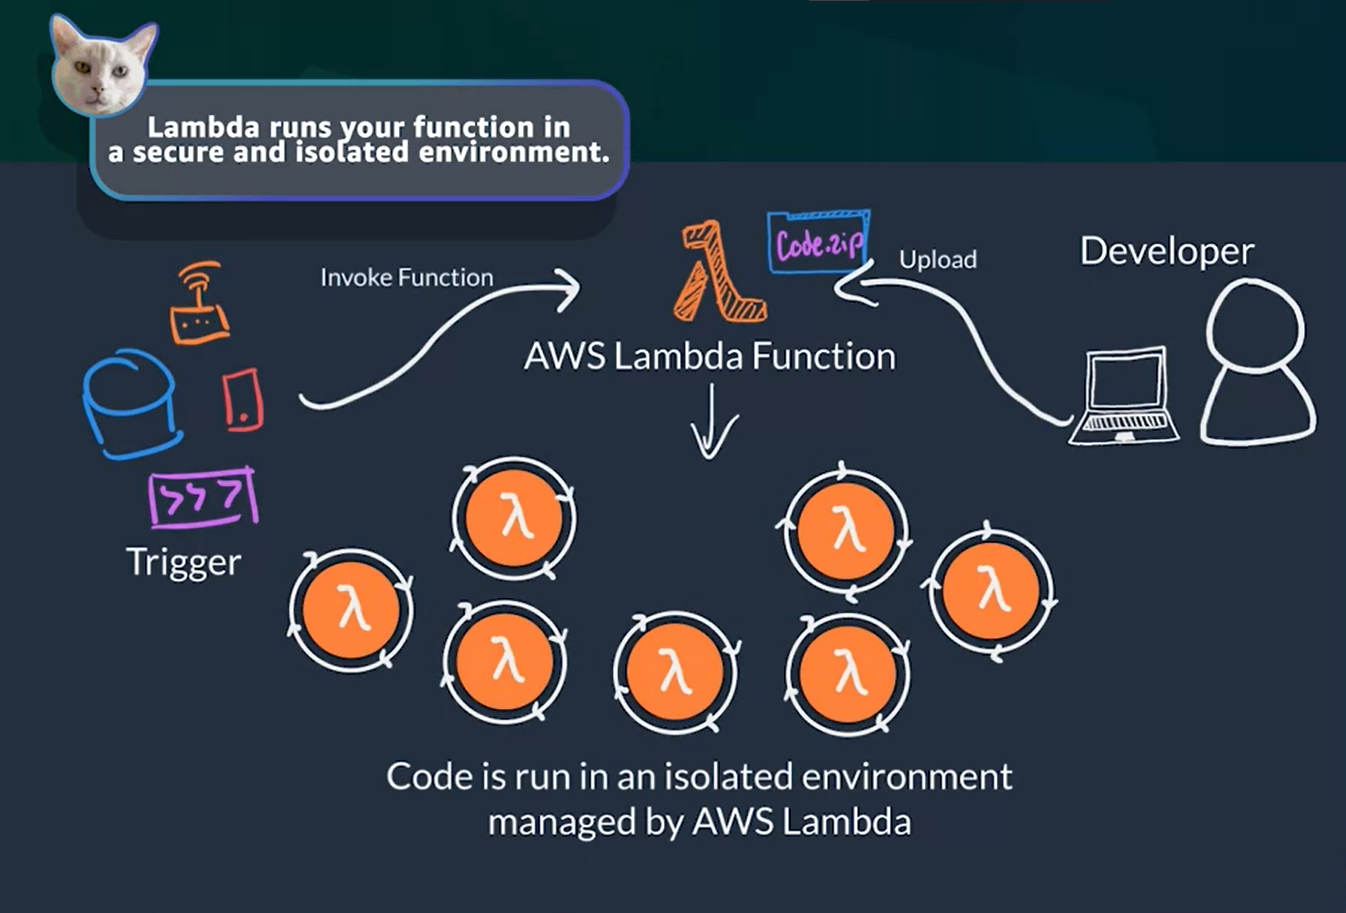 Lambda runs your function in
a secure and isolated environment.
Invoke Function
Code.zip
Upload
Developer
AWS Lambda Function
Trigger
λ
λ
λ
λ
λ
λ
λ
Code is run in an isolated environment
managed by AWS Lambda